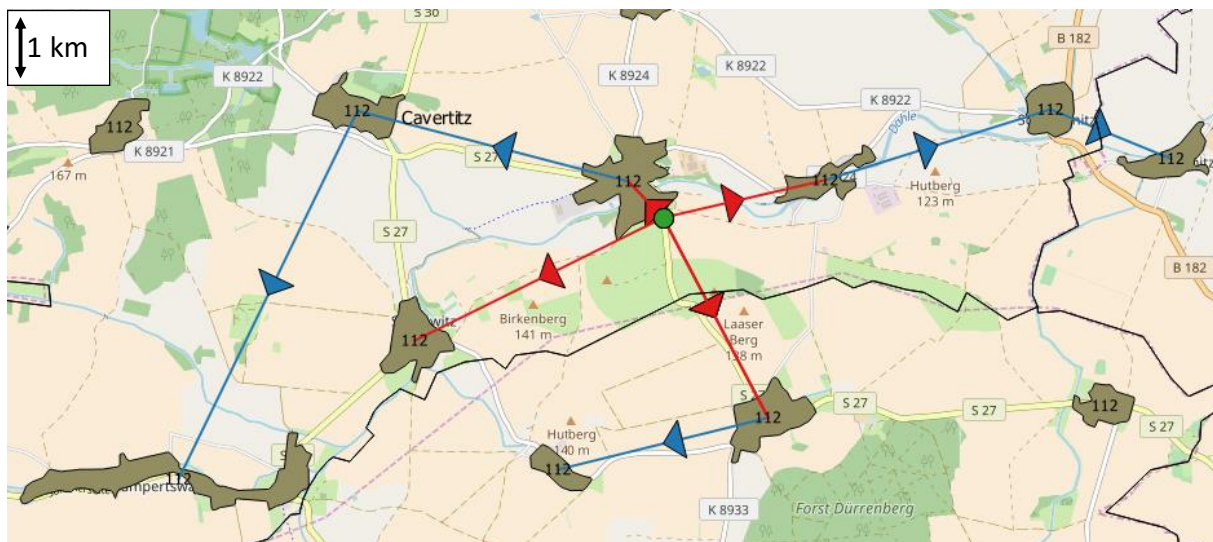 1 km
S 30
K 8922
K 8924
K 8922
B 182
112
112
Cavertitz
K 8922
112
Dahle
K 8921
S 27
112
167 m
112
112
Hutberg
123 m
S 27
B 182
Birkenberg
141 m
Laaser
Berg
138 m
112
S 27
S 27
S 27
112
112
Hutberg
140 m
112
112
K 8933
Forst Dürrenberg